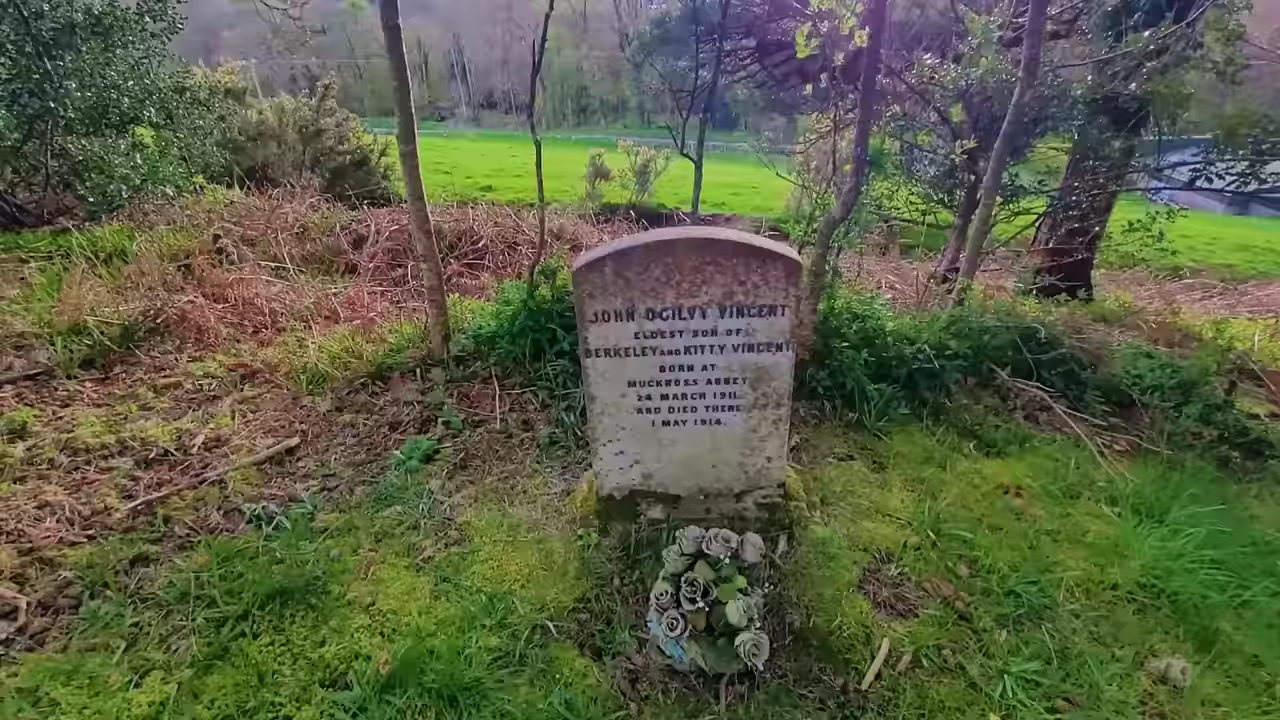 JOHN OGILVY VINCENT
ELDEST SON OF
BERKELEY AND KITTY VINCENT
BORN AT
MUCKROSS ABBEY
24 MARCH 1911
AND DIED THERE
1 MAY 1914.